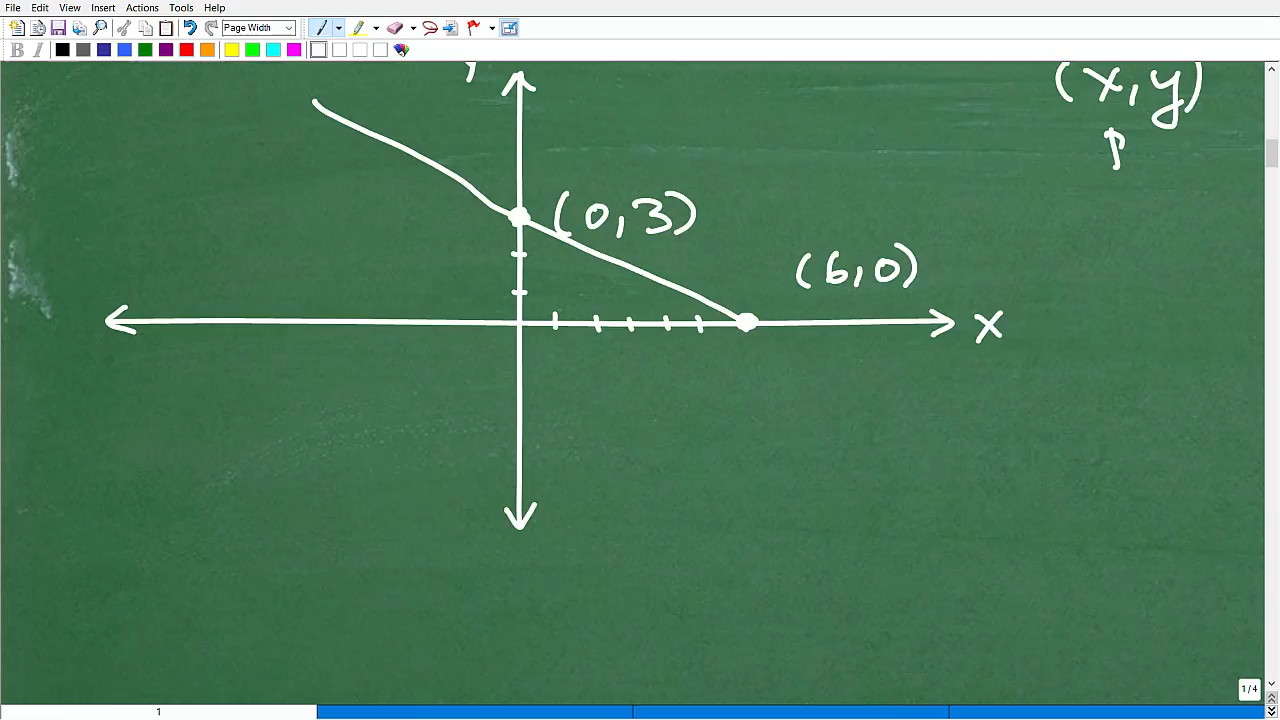 File Edit View Insert Actions Tools Help
Page Width
B I
(x,y)
(0,3)
(6,0)
x
1/4
1